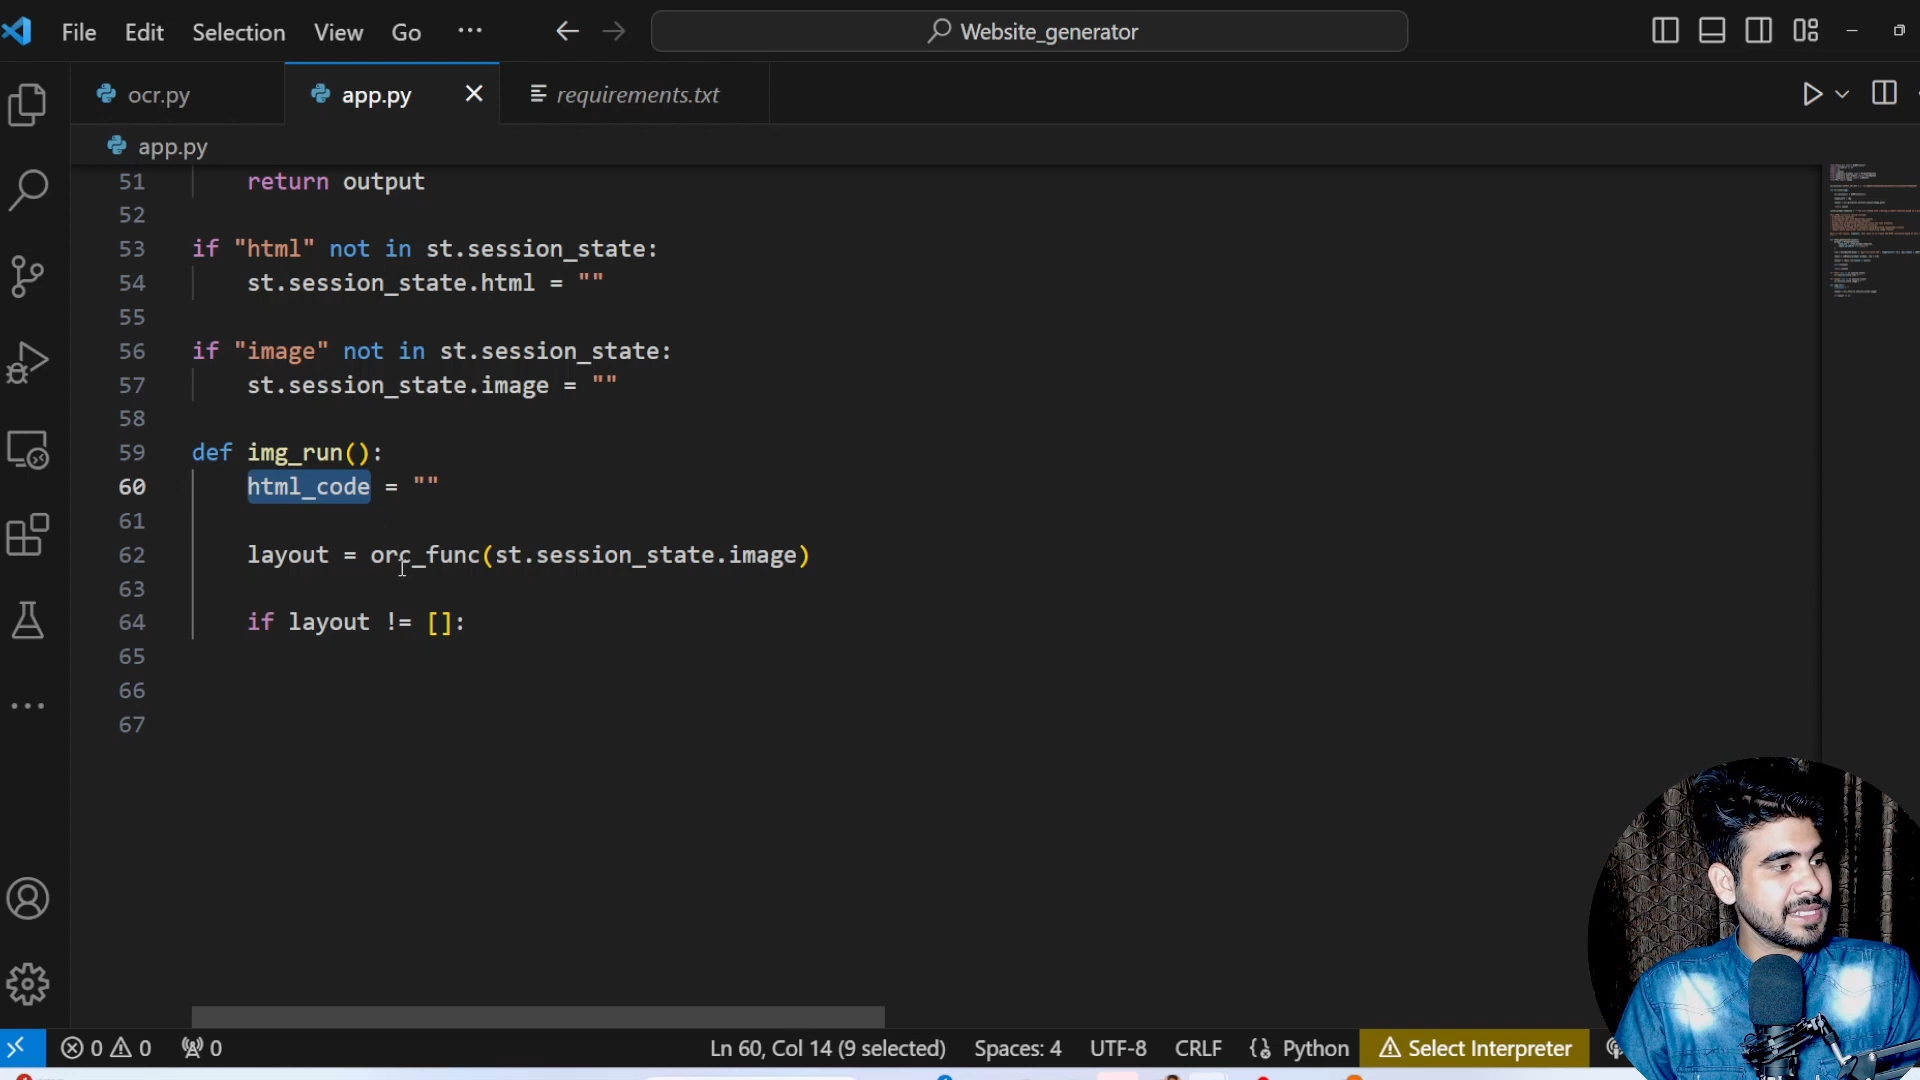 File Edit Selection View Go ··· Website_generator
ocr.py app.py requirements.txt
app.py
51 return output
52
53 if "html" not in st.session_state:
54 st.session_state.html = ""
55
56 if "image" not in st.session_state:
57 st.session_state.image = ""
58
59 def img_run():
60 html_code = ""
61
62 layout = orc_func(st.session_state.image)
63
64 if layout != []:
65
66
67
0 0 0 Ln 60, Col 14 (9 selected) Spaces: 4 UTF-8 CRLF Python Select Interpreter